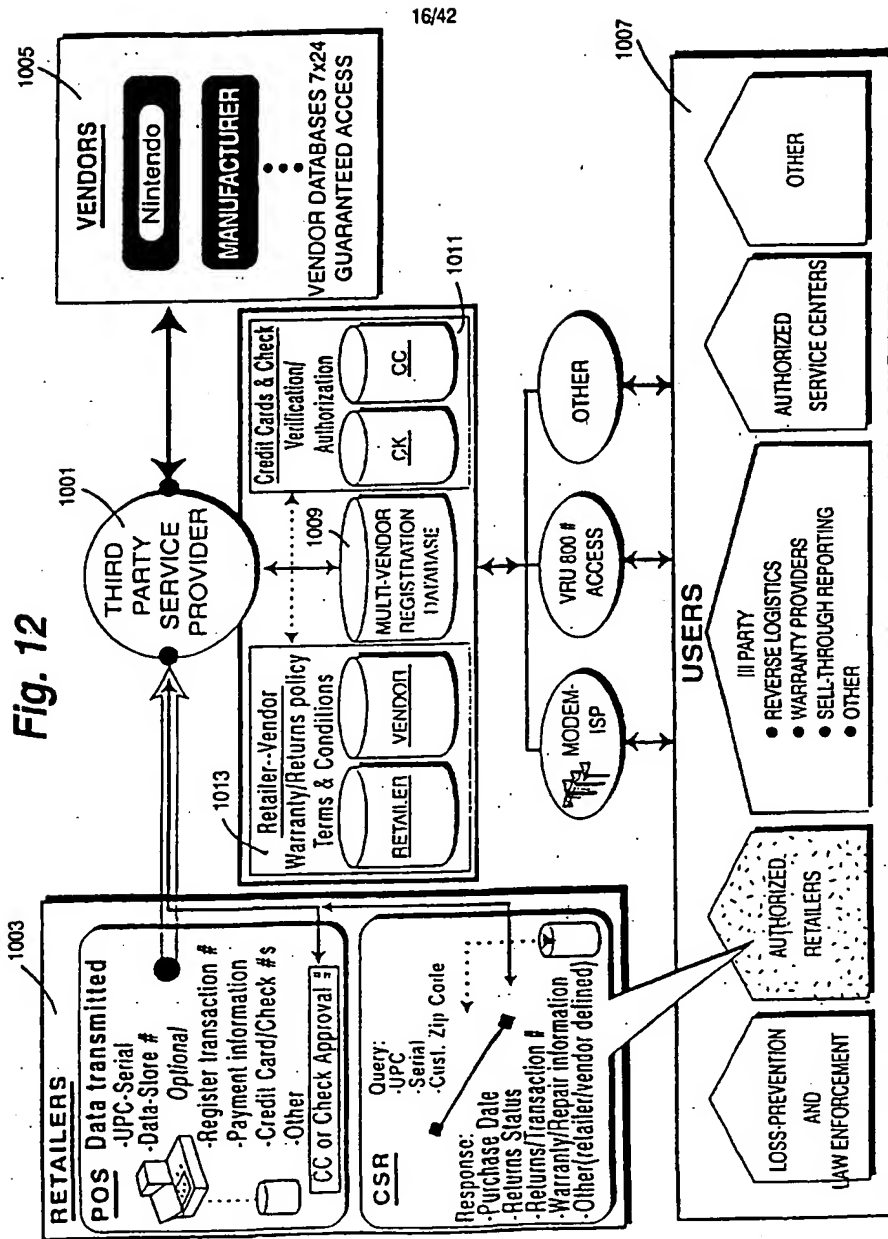 16/42
Fig. 12
1003
RETAILERS
POS
Data transmitted
-UPC-Serial
-Data-Store #
Optional
-Register transaction #
-Payment information
-Credit Card/Check #s
-Other
CC or Check Approval #
CSR
Query:
-UPC
-Serial
-Cust. Zip Code
Response:
-Purchase Date
-Returns Status
-Returns/Transaction #
-Warranty/Repair information
-Other(retailer/vendor defined)
1001
THIRD
PARTY
SERVICE
PROVIDER
1005
VENDORS
Nintendo
MANUFACTURER
VENDOR DATABASES 7x24
GUARANTEED ACCESS
1013
Retailer--Vendor
Warranty/Returns policy
Terms & Conditions
RETAILER
VENDOR
1009
MULTI-VENDOR
REGISTRATION
DATABASE
Credit Cards & Check
Verification/
Authorization
CK
CC
1011
MODEM-
ISP
VRU 800 #
ACCESS
OTHER
1007
USERS
LOSS-PREVENTION
AND
LAW ENFORCEMENT
AUTHORIZED
RETAILERS
III PARTY
● REVERSE LOGISTICS
● WARRANTY PROVIDERS
● SELL-THROUGH REPORTING
● OTHER
AUTHORIZED
SERVICE CENTERS
OTHER